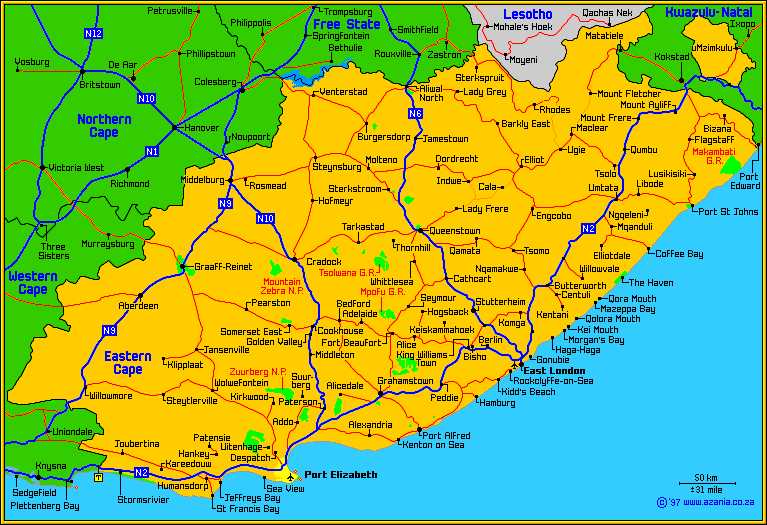 Petrusville
Philippolis
Trompsburg
Free State
Springfontein
Smithfield
Lesotho
Qachas Nek
Kwazulu-Natal
Mohale's Hoek
Ixopo
N12
Matatiele
uMzimkulu
Vosburg
De Aar
Philipstown
Bethulie
Rouxville
Zastron
Moyeni
Kokstad
Britstown
Colesberg
Sterkspruit
Venterstad
Aliwal
North
Lady Grey
Mount Fletcher
Mount Ayliff
N10
Northern
Cape
Hanover
N6
Rhodes
Mount Frere
Bizana
Noupoort
Burgersdorp
Jamestown
Barkly East
Maclear
Flagstaff
N1
Ugie
Qumbu
Makambati
G.R.
Victoria West
Richmond
Middelburg
Rosmead
Steynsburg
Molteno
Dordrecht
Elliot
Tsolo
Lusikisiki
Port
Edward
Indwe
Cala
Umtata
Libode
Sterkstroom
N9
N10
Hofmeyr
Lady Frere
Engcobo
Nggeleni
Port St Johns
Mqanduli
Three
Sisters
Murraysburg
Tarkastad
Queenstown
N2
Qamata
Tsomo
Elliotdale
Coffee Bay
Thornhill
Western
Cape
Graaff-Reinet
Cradock
Tsolwana G.R.
Nqamakwe
Willowvale
Mountain
Zebra N.P.
Whittlesea
Mpofu G.R.
Cathcart
Butterworth
The Haven
Centuli
Aberdeen
Pearston
Bedford
Seymour
Stutterheim
Qora Mouth
Adelaide
Hogsback
Kentani
Mazeppa Bay
N9
Somerset East
Cookhouse
Keiskammahoek
Komga
Qolora Mouth
Golden Valley
Fort Beaufort
Kei Mouth
Eastern
Cape
Jansenville
Middleton
Alice
Berlin
Morgan's Bay
King Williams
Town
Bisho
Haga-Haga
Klipplaat
Gonubie
Zuurberg N.P.
Suur-
berg
East London
Wolwefontein
Alicedale
Grahamstown
Rockclyffe-on-Sea
Willowmore
Steytlerville
Kirkwood
Paterson
Peddie
Kidd's Beach
Hamburg
Addo
Alexandria
Uniondale
Joubertina
Patensie
Port Alfred
Hankey
Uitenhage
Kenton on Sea
Knysna
Kareedouw
Despatch
N2
Port Elizabeth
Humansdorp
Sedgefield
Plettenberg Bay
Stormsrivier
Jeffreys Bay
Sea View
St Francis Bay
50 km
±31 mile
© '97 www.azania.co.za